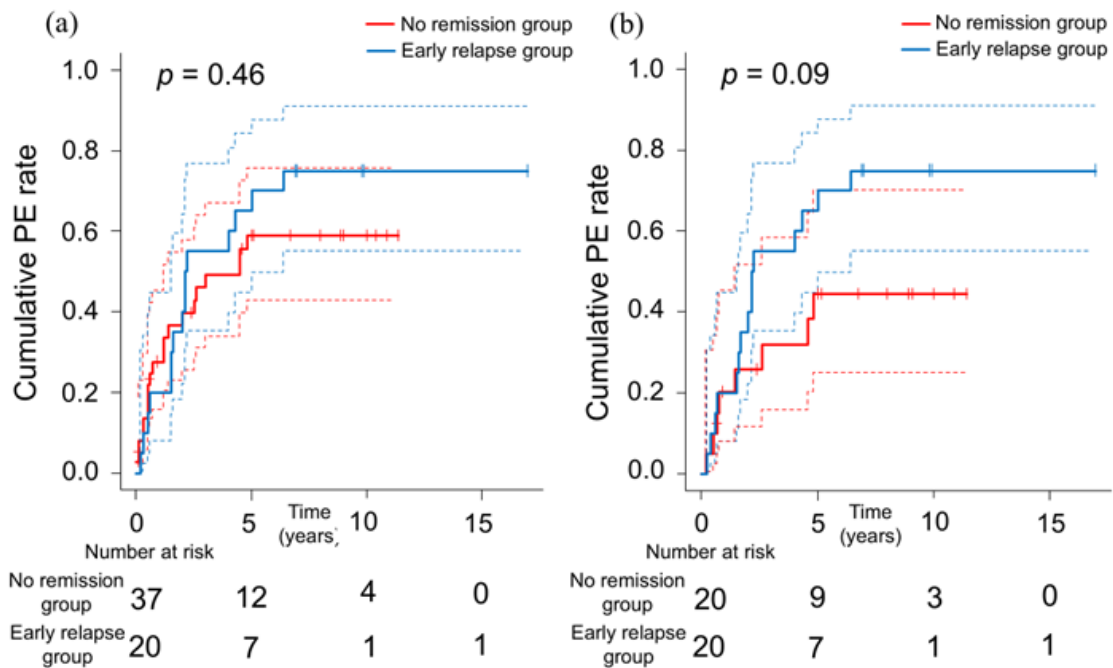 (a)
No remission group
Early relapse group
p = 0.46
Cumulative PE rate
1.0
0.8
0.6
0.4
0.2
0.0
0 5 10 15
Time
(years)
Number at risk
No remission group 37 12 4 0
Early relapse group 20 7 1 1
(b)
No remission group
Early relapse group
p = 0.09
Cumulative PE rate
1.0
0.8
0.6
0.4
0.2
0.0
0 5 10 15
Time
(years)
Number at risk
No remission group 20 9 3 0
Early relapse group 20 7 1 1